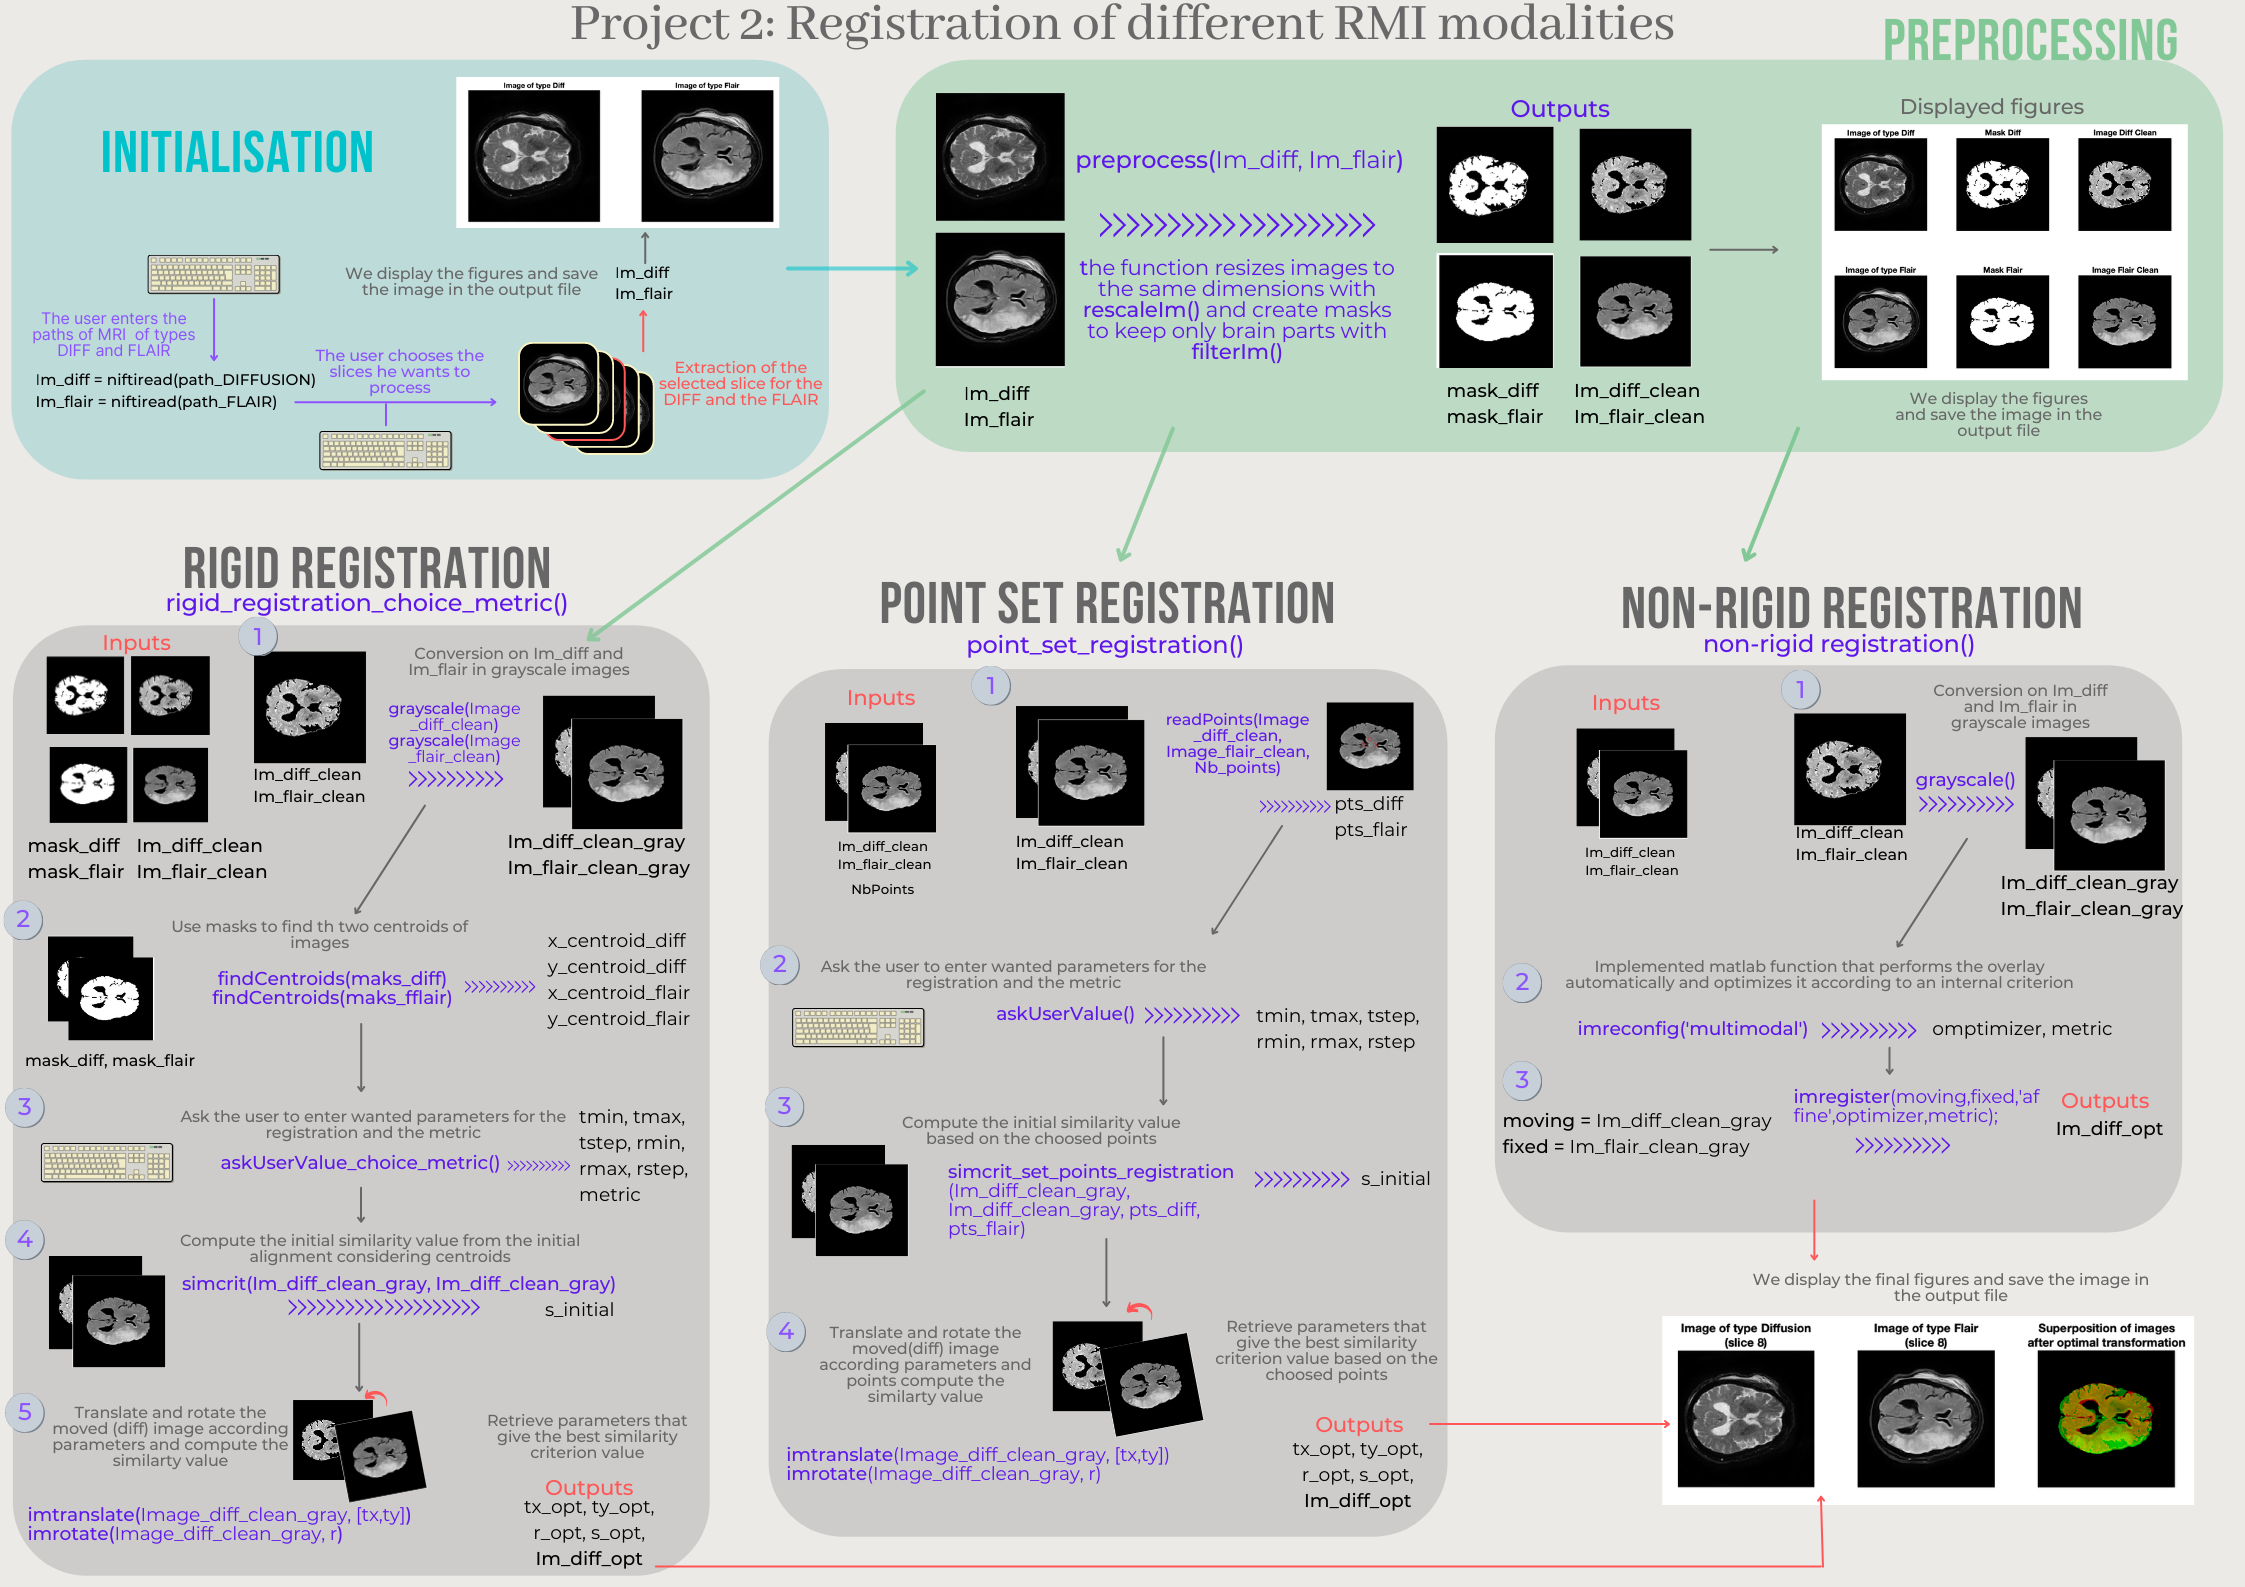 Project 2: Registration of different RMI modalities
INITIALISATION
Image of type Diff
Image of type Flair
The user enters the
paths of MRI of types
DIFF and FLAIR
Im_diff = niftiread(path_DIFFUSION)
Im_flair = niftiread(path_FLAIR)
The user chooses the
slices he wants to
process
Extraction of the
selected slice for the
DIFF and the FLAIR
Im_diff
Im_flair
We display the figures and save
the image in the output file
PREPROCESSING
Im_diff
Im_flair
preprocess(Im_diff, Im_flair)
the function resizes images to
the same dimensions with
rescaleIm() and create masks
to keep only brain parts with
filterIm()
Outputs
mask_diff
mask_flair
Im_diff_clean
Im_flair_clean
Displayed figures
Image of type Diff
Mask Diff
Image Diff Clean
Image of type Flair
Mask Flair
Image Flair Clean
We display the figures
and save the image in the
output file
RIGID REGISTRATION
rigid_registration_choice_metric()
Inputs
mask_diff
mask_flair
Im_diff_clean
Im_flair_clean
1
Im_diff_clean
Im_flair_clean
Conversion on Im_diff and
Im_flair in grayscale images
grayscale(Image
_diff_clean)
grayscale(Image
_flair_clean)
Im_diff_clean_gray
Im_flair_clean_gray
2
Use masks to find th two centroids of
images
mask_diff, mask_flair
findCentroids(maks_diff)
findCentroids(maks_fflair)
x_centroid_diff
y_centroid_diff
x_centroid_flair
y_centroid_flair
3
Ask the user to enter wanted parameters for the
registration and the metric
askUserValue_choice_metric()
tmin, tmax,
tstep, rmin,
rmax, rstep,
metric
4
Compute the initial similarity value from the initial
alignment considering centroids
simcrit(Im_diff_clean_gray, Im_diff_clean_gray)
s_initial
5
Translate and rotate the
moved (diff) image according
parameters and compute the
similarty value
imtranslate(Image_diff_clean_gray, [tx,ty])
imrotate(Image_diff_clean_gray, r)
Retrieve parameters that
give the best similarity
criterion value
Outputs
tx_opt, ty_opt,
r_opt, s_opt,
Im_diff_opt
POINT SET REGISTRATION
point_set_registration()
Inputs
Im_diff_clean
Im_flair_clean
NbPoints
1
Im_diff_clean
Im_flair_clean
readPoints(Image
_diff_clean,
Image_flair_clean,
Nb_points)
pts_diff
pts_flair
2
Ask the user to enter wanted parameters for the
registration and the metric
askUserValue()
tmin, tmax, tstep,
rmin, rmax, rstep
3
Compute the initial similarity value
based on the choosed points
simcrit_set_points_registration
(Im_diff_clean_gray,
Im_diff_clean_gray, pts_diff,
pts_flair)
s_initial
4
Translate and rotate the
moved(diff) image
according parameters and
points compute the
similarty value
imtranslate(Image_diff_clean_gray, [tx,ty])
imrotate(Image_diff_clean_gray, r)
Retrieve parameters that
give the best similarity
criterion value based on the
choosed points
Outputs
tx_opt, ty_opt,
r_opt, s_opt,
Im_diff_opt
NON-RIGID REGISTRATION
non-rigid registration()
Inputs
Im_diff_clean
Im_flair_clean
1
Im_diff_clean
Im_flair_clean
Conversion on Im_diff
and Im_flair in
grayscale images
grayscale()
Im_diff_clean_gray
Im_flair_clean_gray
2
Implemented matlab function that performs the overlay
automatically and optimizes it according to an internal criterion
imreconfig('multimodal')
omptimizer, metric
3
moving = Im_diff_clean_gray
fixed = Im_flair_clean_gray
imregister(moving,fixed,'af
fine',optimizer,metric);
Outputs
Im_diff_opt
We display the final figures and save the image in
the output file
Image of type Diffusion
(slice 8)
Image of type Flair
(slice 8)
Superposition of images
after optimal transformation